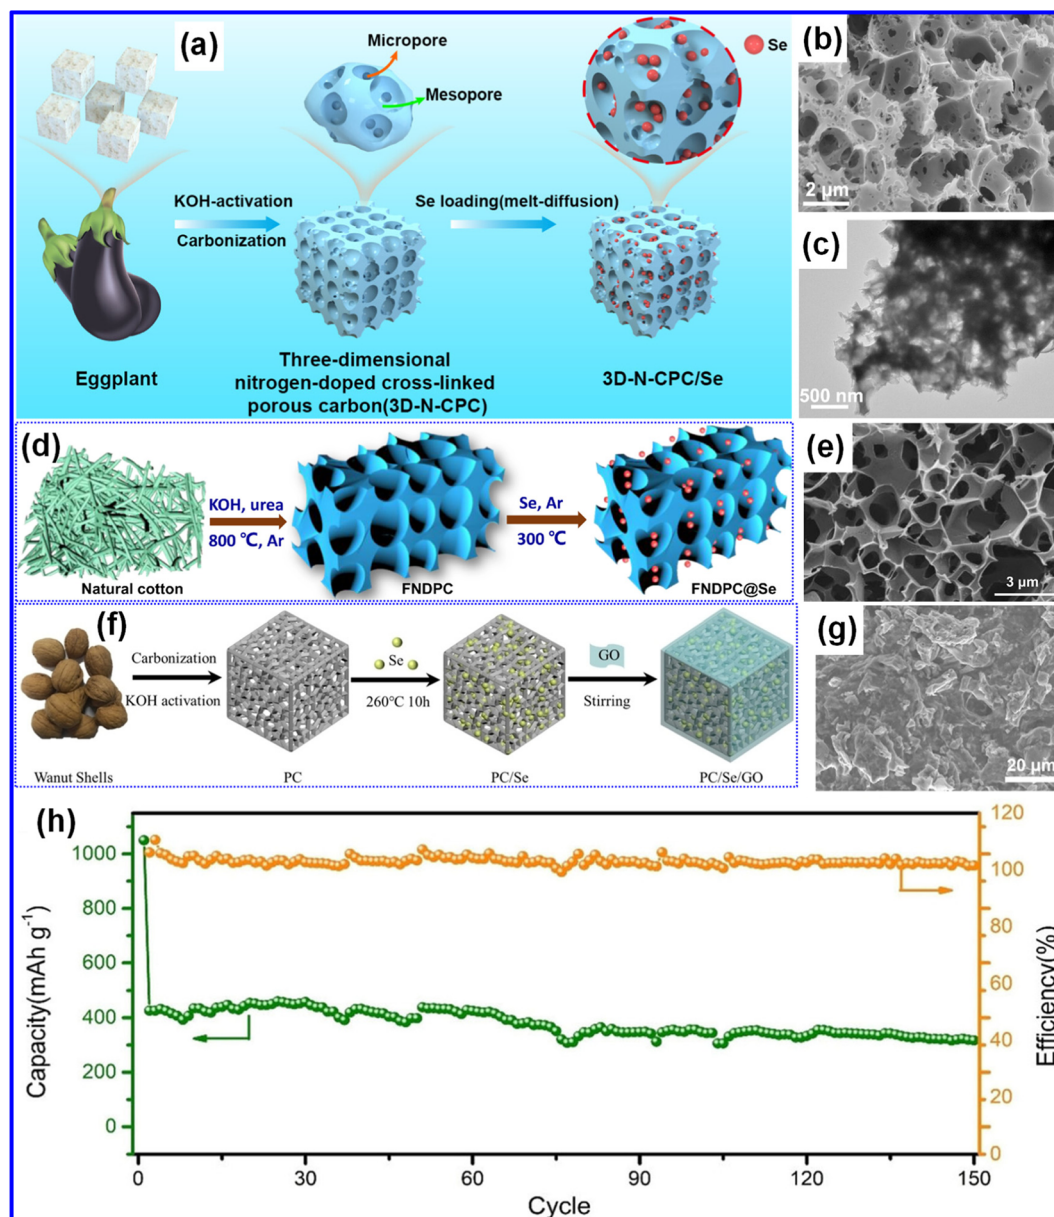 (a)
Micropore
Mesopore
Se
KOH-activation
Carbonization
Se loading(melt-diffusion)
Eggplant
Three-dimensional
nitrogen-doped cross-linked
porous carbon(3D-N-CPC)
3D-N-CPC/Se
(b)
2 μm
(c)
500 nm
(d)
KOH, urea
800 ℃, Ar
Se, Ar
300 ℃
Natural cotton
FNDPC
FNDPC@Se
(e)
3 μm
(f)
Carbonization
KOH activation
Se
260℃ 10h
GO
Stirring
Wanut Shells
PC
PC/Se
PC/Se/GO
(g)
20 μm
(h)
Capacity(mAh g⁻¹)
1000
800
600
400
200
0
120
100
80
60
40
20
0
Efficiency(%)
0
30
60
90
120
150
Cycle